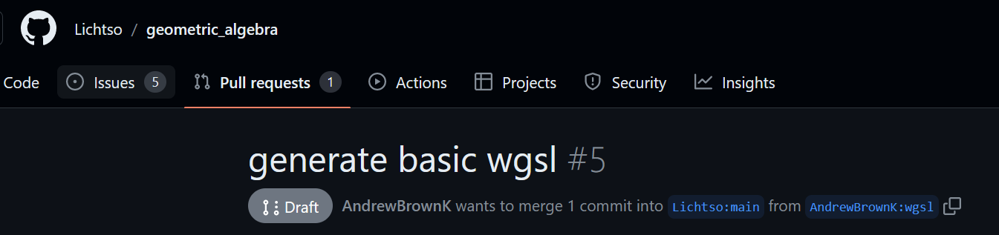 Lichtso / geometric_algebra
Code Issues 5 Pull requests 1 Actions Projects Security Insights
generate basic wgsl #5
Draft AndrewBrownK wants to merge 1 commit into Lichtso:main from AndrewBrownK:wgsl